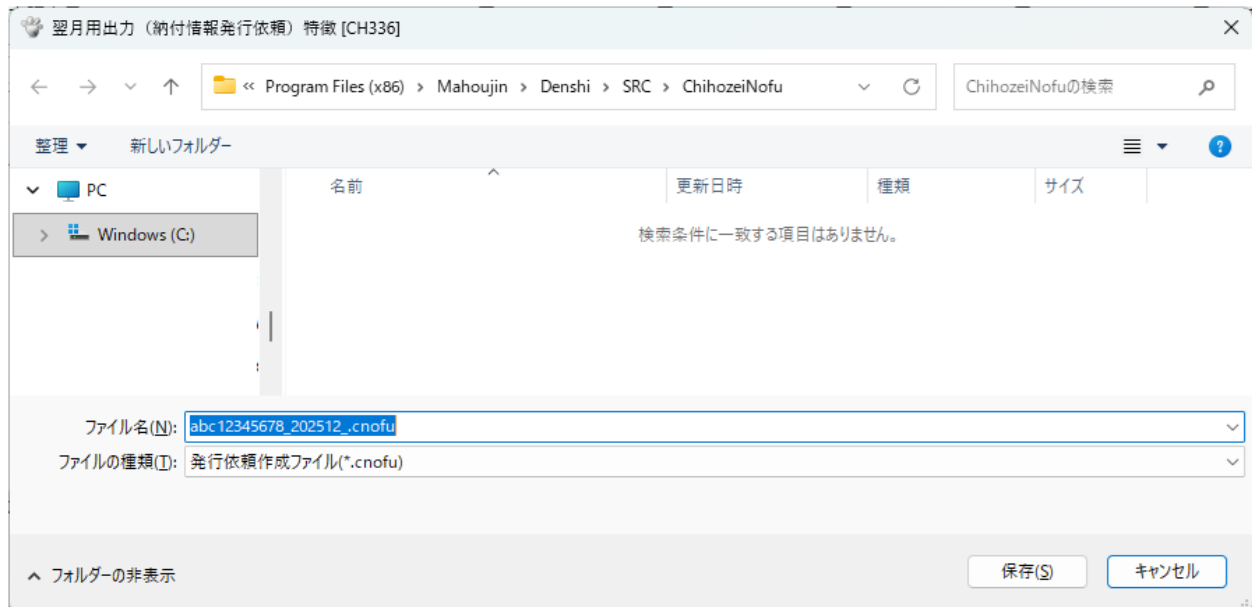 翌月用出力（納付情報発行依頼）特徴 [CH336]
« Program Files (x86) › Mahoujin › Denshi › SRC › ChihozeiNofu
ChihozeiNofuの検索
整理 新しいフォルダー
PC
Windows (C:)
名前 更新日時 種類 サイズ
検索条件に一致する項目はありません。
ファイル名(N): abc12345678_202512_.cnofu
ファイルの種類(T): 発行依頼作成ファイル(*.cnofu)
フォルダーの非表示
保存(S) キャンセル